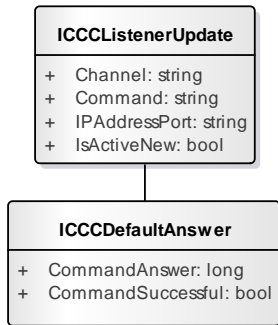 ICCCListenerUpdate
+ Channel: string
+ Command: string
+ IPAddressPort: string
+ IsActiveNew: bool
ICCCDefaultAnswer
+ CommandAnswer: long
+ CommandSuccessful: bool